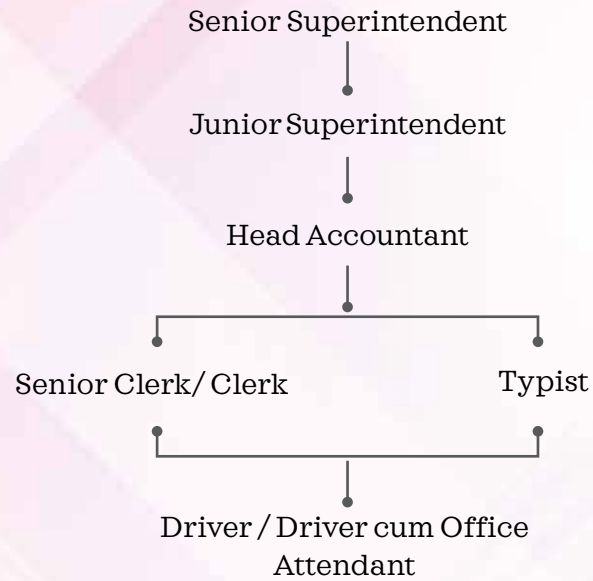 Senior Superintendent
Junior Superintendent
Head Accountant
Senior Clerk/ Clerk
Typist
Driver / Driver cum Office
Attendant